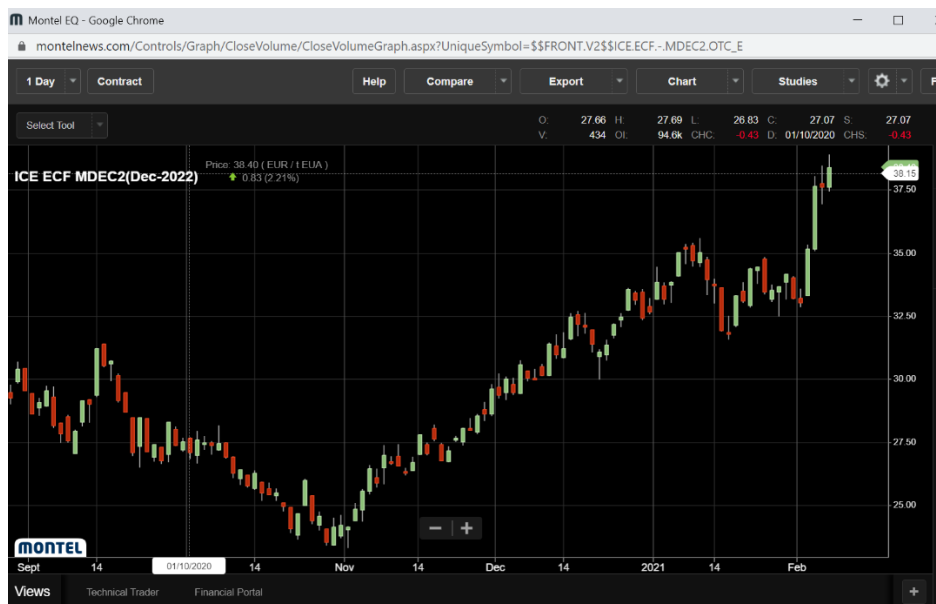 Montel EQ - Google Chrome
montelnews.com/Controls/Graph/CloseVolume/CloseVolumeGraph.aspx?UniqueSymbol=$$FRONT.V2$$ICE.ECF.-.MDEC2.OTC_E
1 Day Contract Help Compare Export Chart Studies
Select Tool O: 27.66 H: 27.69 L: 26.83 C: 27.07 S: 27.07
V: 434 OI: 94.6k CHC: -0.43 D: 01/10/2020 CHS: -0.43
Price: 38.40 ( EUR / t EUA )
ICE ECF MDEC2(Dec-2022) 0.83 (2.21%)
38.15
37.50
35.00
32.50
30.00
27.50
25.00
MONTEL
Sept 14 01/10/2020 14 Nov 14 Dec 14 2021 14 Feb
Views Technical Trader Financial Portal